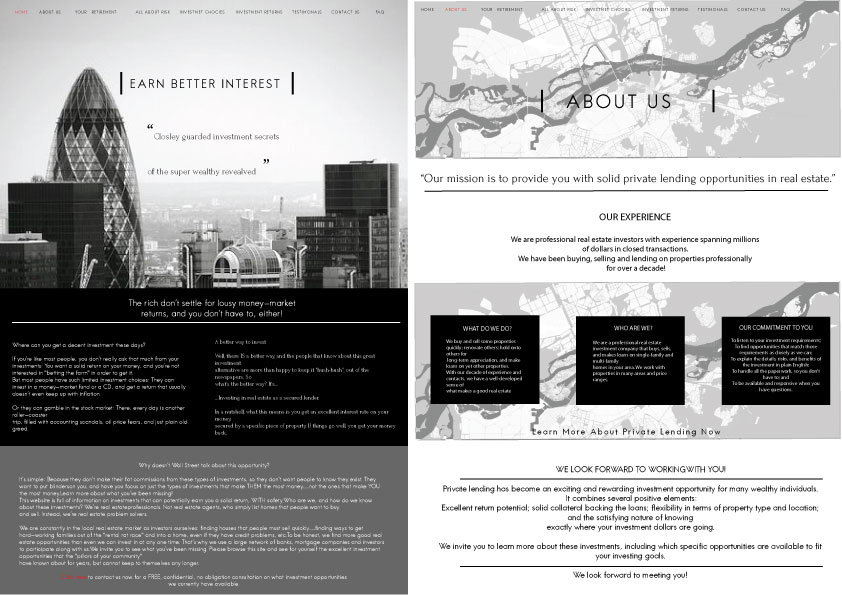 HOME ABOUT US YOUR RETIREMENT ALL ABOUT RISK INVESTMET CHOCIES INVESTMENT RETURNS TESTIMONIALS CONTACT US FAQ
EARN BETTER INTEREST
“Closley guarded investment secrets
of the super wealthy revealved ”
The rich don't settle for lousy money-market
returns, and you don't have to, either!
Where can you get a decent investment these days?
If you're like most people, you don't really ask that much from your
investments: You want a solid return on your money, and you're not
interested in "betting the farm" in order to get it.
But most people have such limited investment choices: They can
invest in a money-market fund or a CD, and get a return that usually
doesn't even keep up with inflation.
Or they can gamble in the stock market: There, every day is another
roller-coaster
trip, filled with accounting scandals, oil price fears, and just plain old
greed.
A better way to invest
Well, there IS a better way, and the people that know about this great
investment
alternative are more than happy to keep it "hush-hush", out of the
newspapers. So
what's the better way? It's...
...Investing in real estate as a secured lender.
In a nutshell, what this means is you get an excellent interest rate on your
money,
secured by a specific piece of property. If things go well, you get your money
back.
Why doesn't Wall Street talk about this opportunity?
It's simple: Because they don't make their fat commissions from these types of investments, so they don't want people to know they exist. They
want to put blinders on you, and have you focus on just the types of investments that make THEM the most money....not the ones that make YOU
the most money.Learn more about what you've been missing!
This website is full of information on investments that can potentially earn you a solid return, WITH safety.Who are we, and how do we know
about these investments? We're real estate professionals. Not real estate agents, who simply list homes that people want to buy
and sell. Instead, we're real estate problem solvers.
We are constantly in the local real estate market as investors ourselves: finding houses that people must sell quickly,...finding ways to get
hard-working families out of the "rental rat race" and into a home, even if they have credit problems, etc.To be honest, we find more good real
estate opportunities than even we can invest in at any one time. That's why we use a large network of banks, mortgage companies and investors
to participate along with us.We invite you to see what you've been missing. Please browse this site and see for yourself the excellent investment
opportunities that the "pillars of your community"
have known about for years, but cannot keep to themselves any longer.
to contact us now for a FREE, confidential, no obligation consultation on what investment opportunities
we currently have available.
HOME ABOUT US YOUR RETIREMENT ALL ABOUT RISK INVESTMET CHOCIES INVESTMENT RETURNS TESTIMONIALS CONTACT US FAQ
ABOUT US
“Our mission is to provide you with solid private lending opportunities in real estate.”
OUR EXPERIENCE
We are professional real estate investors with experience spanning millions
of dollars in closed transactions.
We have been buying, selling and lending on properties professionally
for over a decade!
WHAT DO WE DO?
We buy and sell some properties
quickly; renovate others; hold onto
others for
long term appreciation, and make
loans on yet other properties.
With our decade of experience and
contacts, we have a well developed
sense of
what makes a good real estate
WHO ARE WE?
We are a professional real estate
investment company that buys, sells,
and makes loans on single-family and
multi-family
homes in your area.We work with
properties in many areas and price
ranges.
OUR COMMITMENT TO YOU
To listen to your investment requirements;
To find opportunities that match those
requirements as closely as we can;
To explain the details, risks, and benefits of
the investment in plain English;
To handle all the paperwork, so you don't
have to; and
To be available and responsive when you
have questions.
Learn More About Private Lending Now
WE LOOK FORWARD TO WORKING WITH YOU!
Private lending has become an exciting and rewarding investment opportunity for many wealthy individuals.
It combines several positive elements:
Excellent return potential; solid collateral backing the loans; flexibility in terms of property type and location;
and the satisfying nature of knowing
exactly where your investment dollars are going.
We invite you to learn more about these investments, including which specific opportunities are available to fit
your investing goals.
We look forward to meeting you!